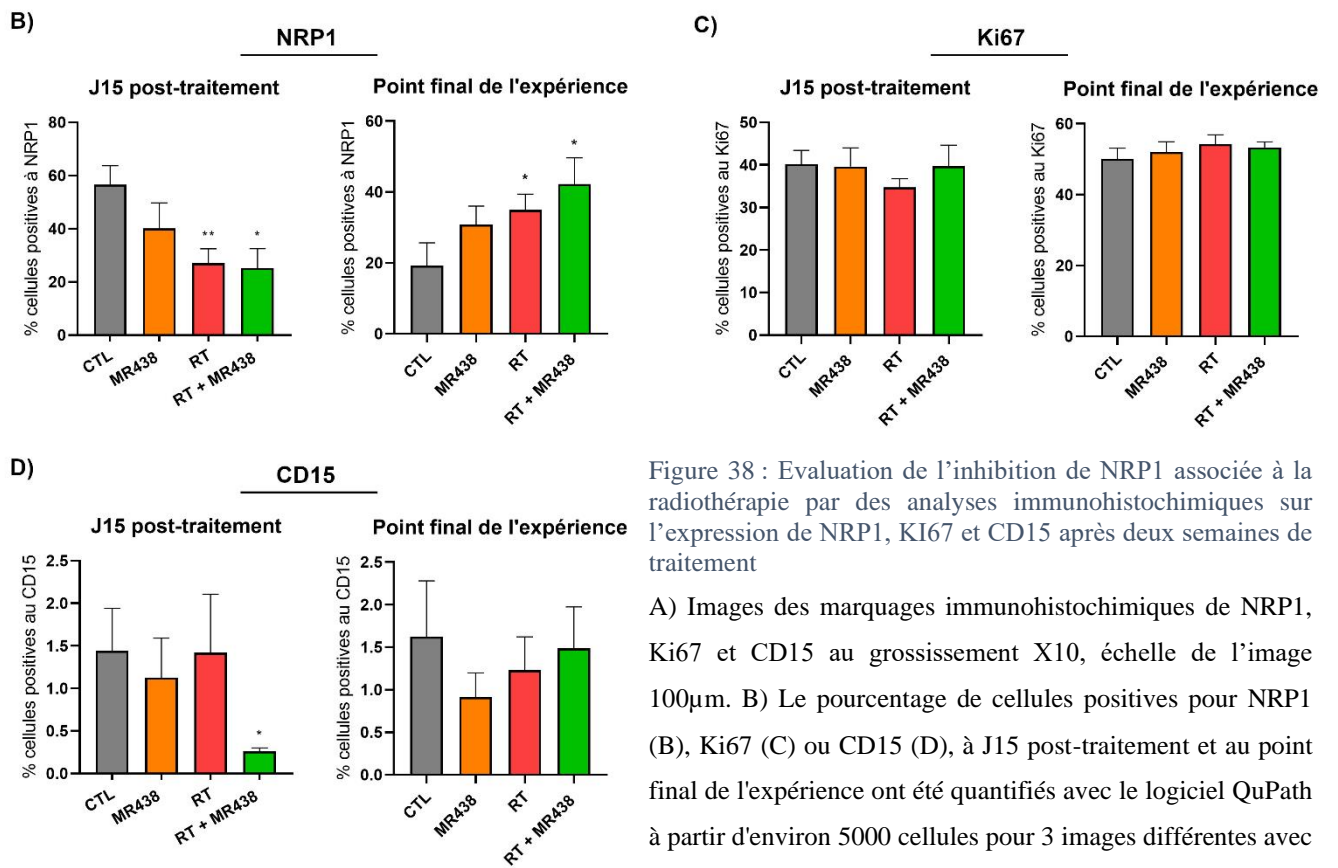 B)
NRP1
J15 post-traitement
% cellules positives à NRP1
80
60
40
20
0
CTL
MR438
RT
**
RT + MR438
*
Point final de l'expérience
% cellules positives à NRP1
60
40
20
0
CTL
MR438
RT
*
RT + MR438
*
C)
Ki67
J15 post-traitement
% cellules positives au Ki67
50
40
30
20
10
0
CTL
MR438
RT
RT + MR438
Point final de l'expérience
% cellules positives au Ki67
60
40
20
0
CTL
MR438
RT
RT + MR438
D)
CD15
J15 post-traitement
% cellules positives au CD15
2.5
2.0
1.5
1.0
0.5
0.0
CTL
MR438
RT
RT + MR438
*
Point final de l'expérience
% cellules positives au CD15
2.5
2.0
1.5
1.0
0.5
0.0
CTL
MR438
RT
RT + MR438
Figure 38 : Evaluation de l’inhibition de NRP1 associée à la
radiothérapie par des analyses immunohistochimiques sur
l’expression de NRP1, KI67 et CD15 après deux semaines de
traitement
A) Images des marquages immunohistochimiques de NRP1,
Ki67 et CD15 au grossissement X10, échelle de l’image
100µm. B) Le pourcentage de cellules positives pour NRP1
(B), Ki67 (C) ou CD15 (D), à J15 post-traitement et au point
final de l'expérience ont été quantifiés avec le logiciel QuPath
à partir d'environ 5000 cellules pour 3 images différentes avec